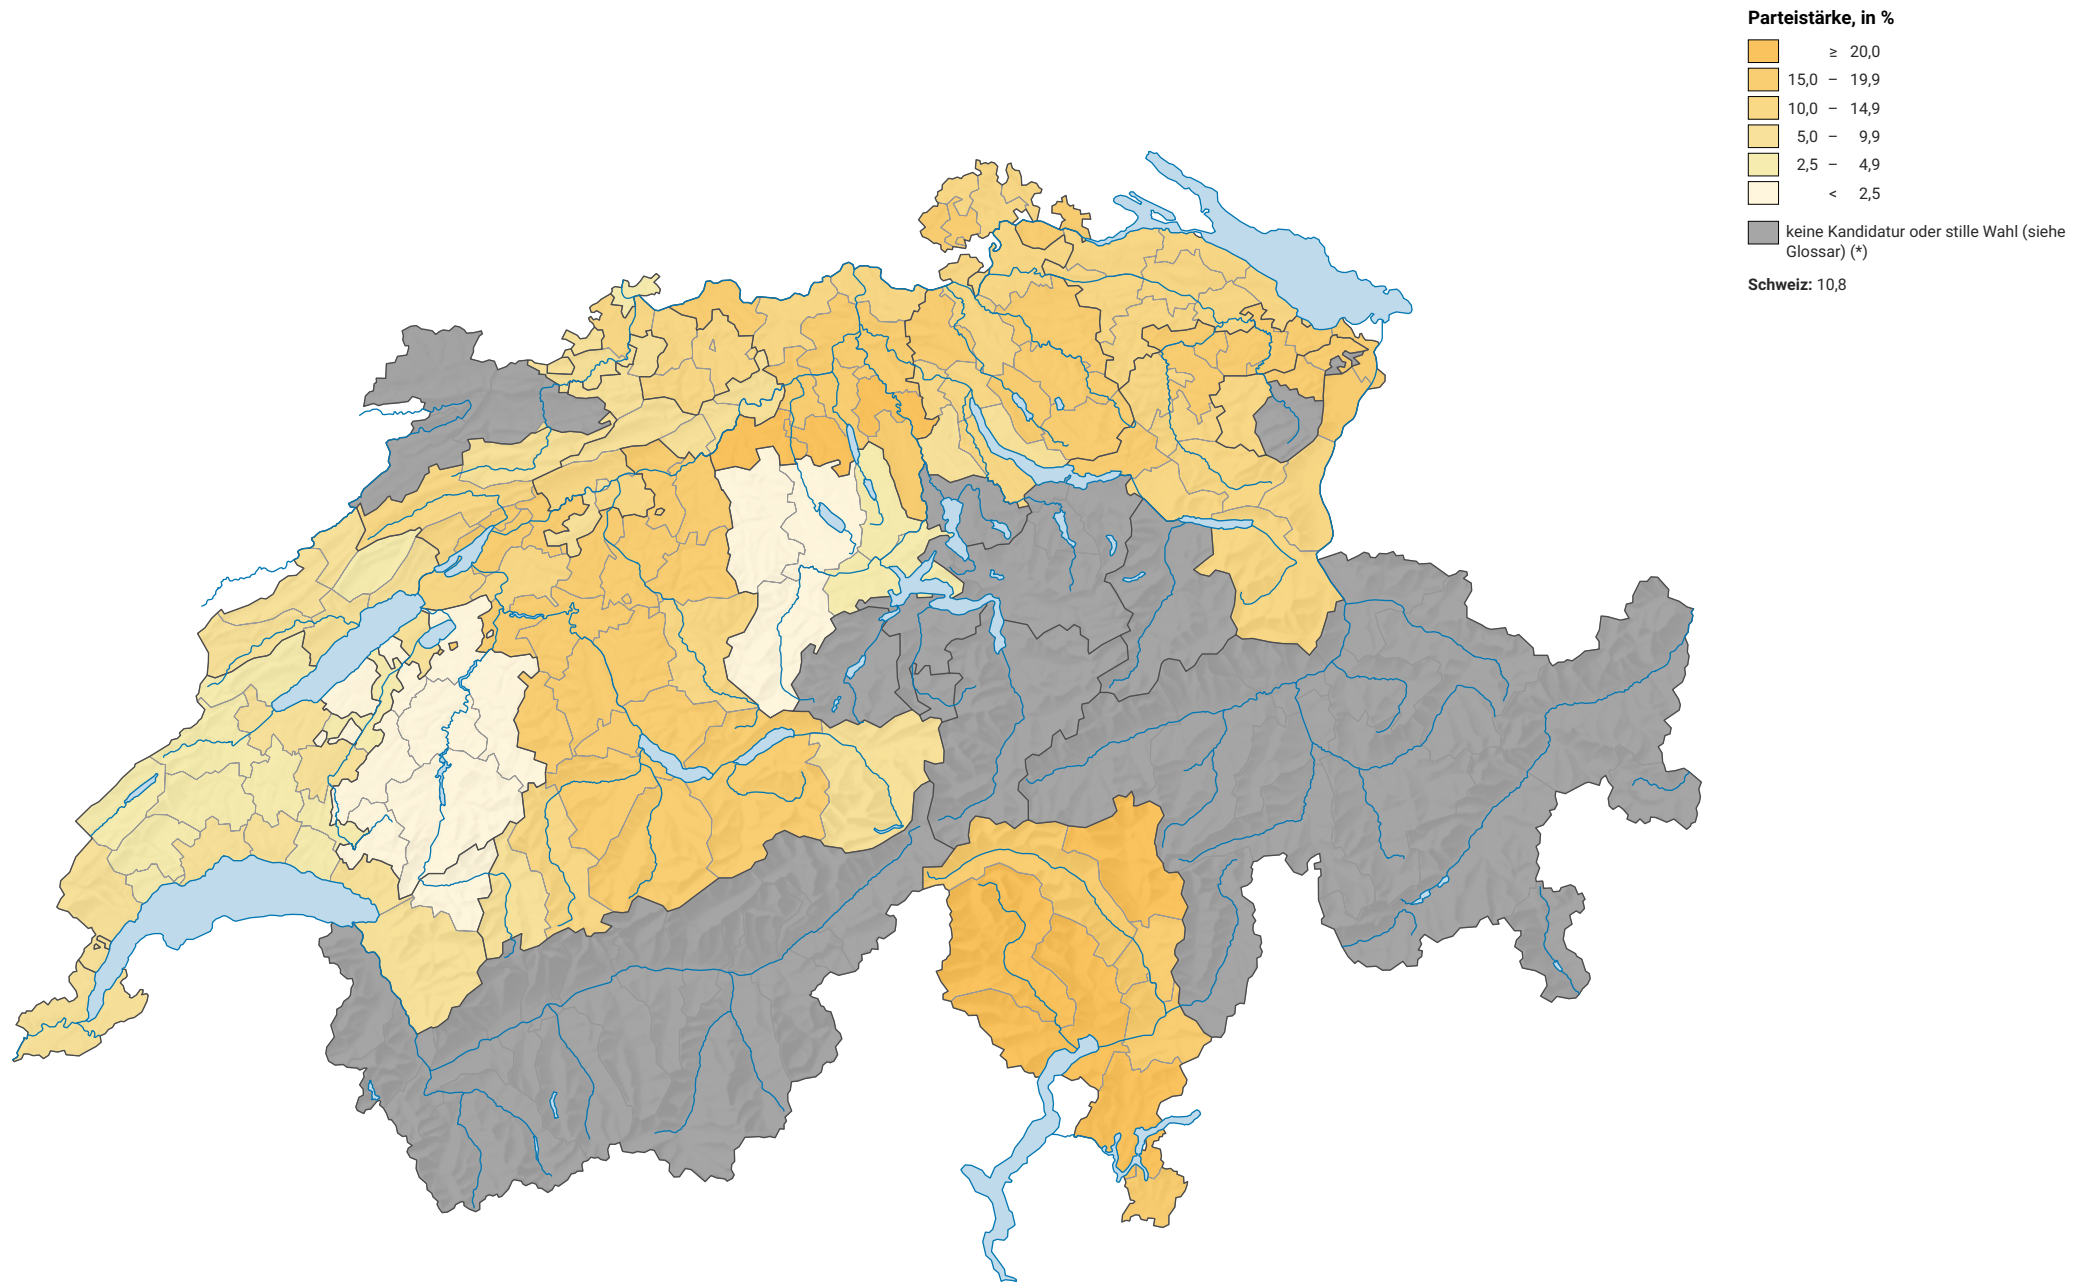 Parteistärke, in %
≥ 20,0
15,0 – 19,9
10,0 – 14,9
5,0 – 9,9
2,5 – 4,9
< 2,5
keine Kandidatur oder stille Wahl (siehe
Glossar) (*)
Schweiz: 10,8